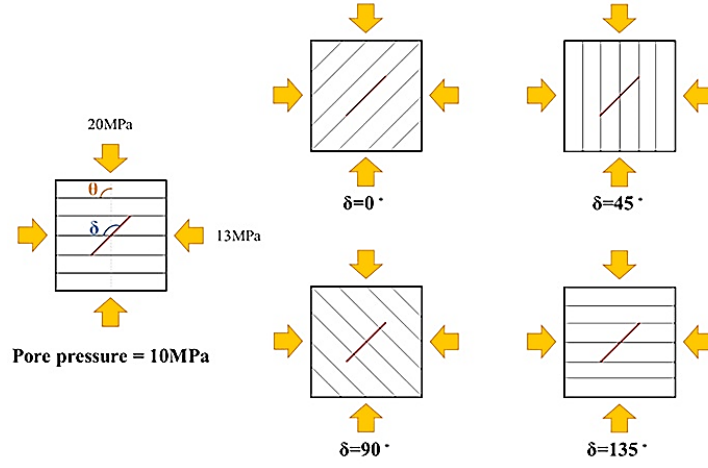 20MPa
θ
δ
13MPa
Pore pressure = 10MPa
δ=0°
δ=45°
δ=90°
δ=135°